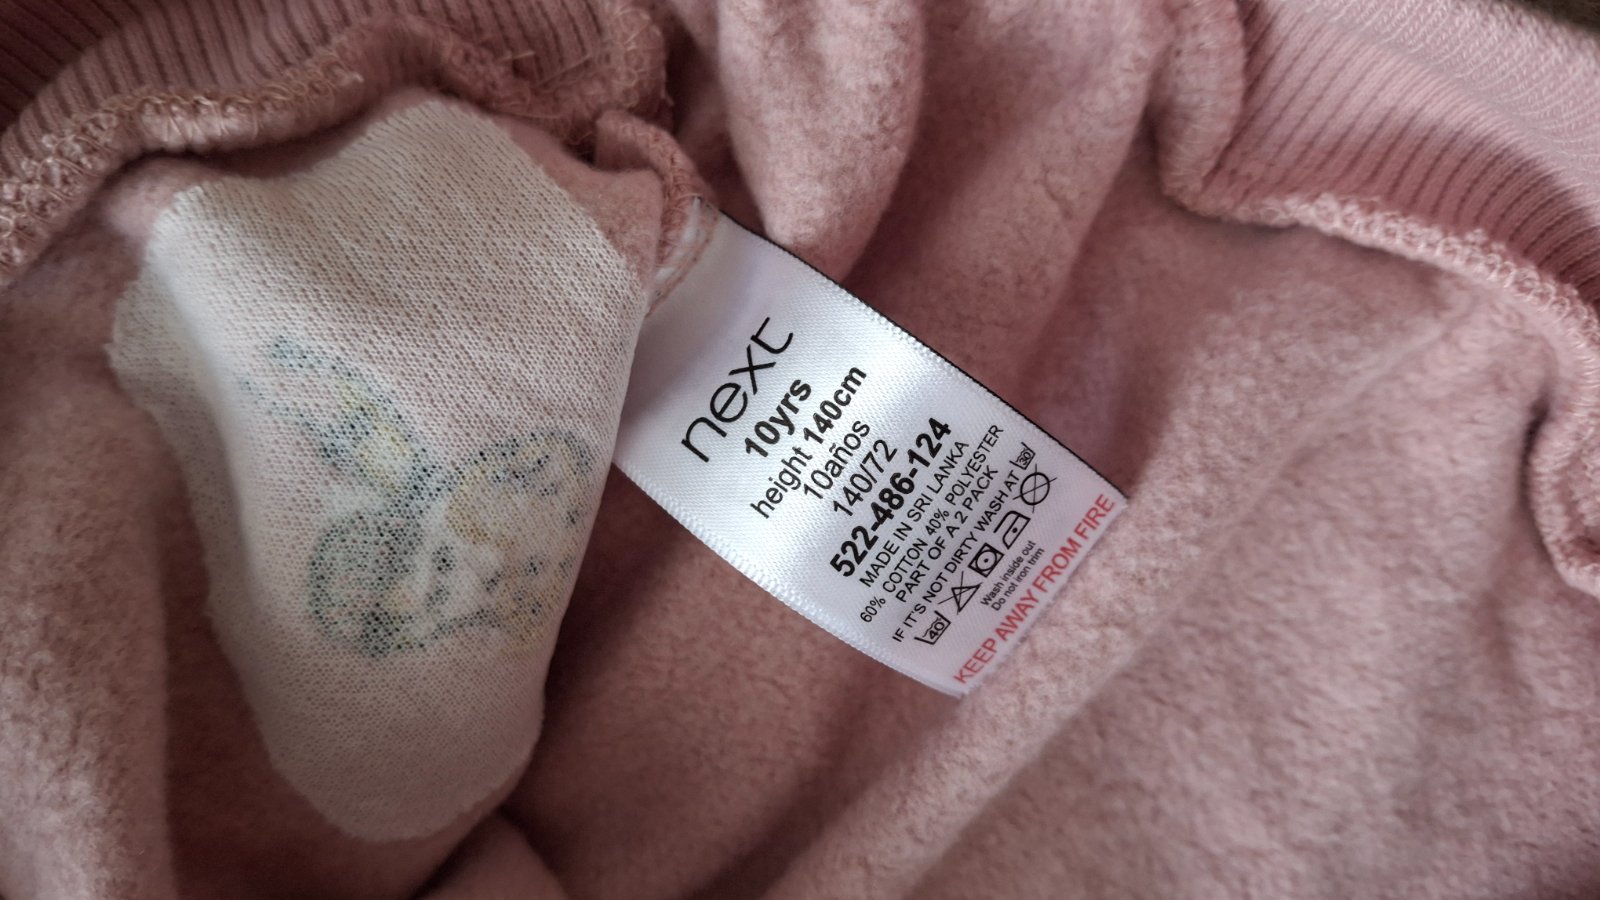 next
10yrs
height 140cm
10años
140/72
522-486-124
MADE IN SRI LANKA
60% COTTON 40% POLYESTER
PART OF A 2 PACK
IF IT'S NOT DIRTY WASH AT 30
40
Wash inside out
Do not iron trim
KEEP AWAY FROM FIRE